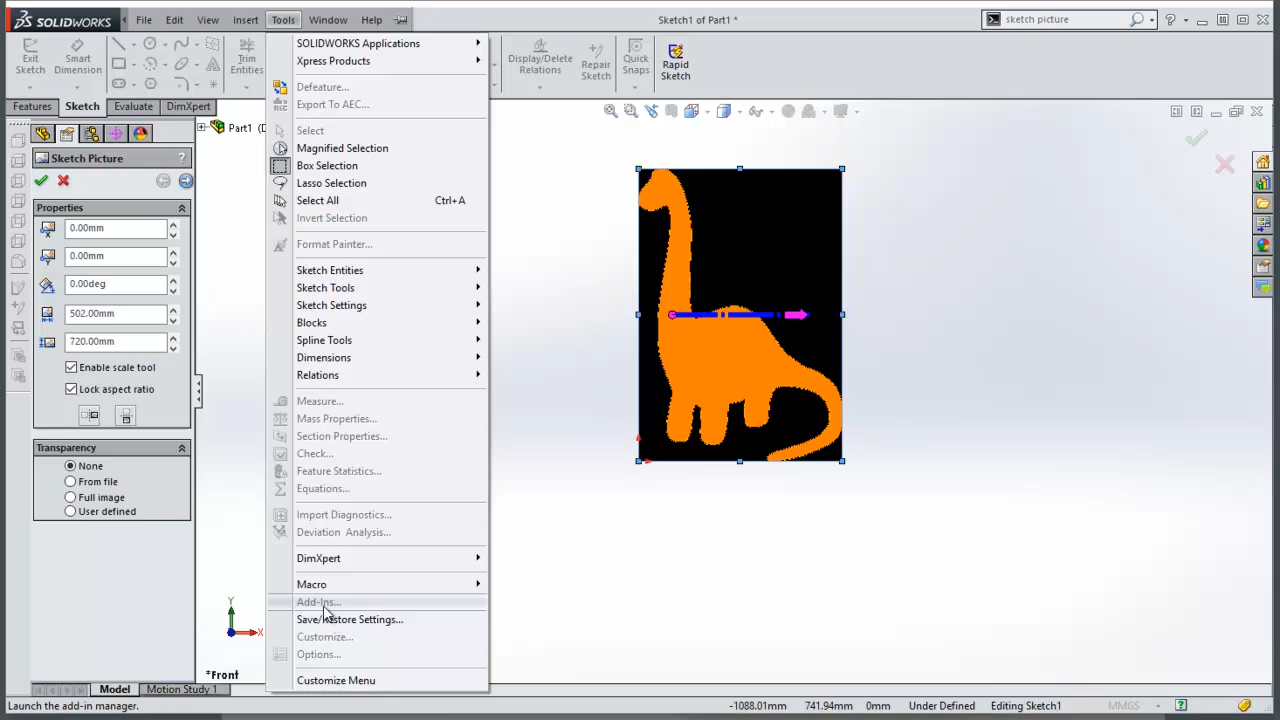 SOLIDWORKS File Edit View Insert Tools Window Help Sketch1 of Part1 * sketch picture
Exit Sketch
Smart Dimension
Trim Entities
Display/Delete Relations
Repair Sketch
Quick Snaps
Rapid Sketch
Features Sketch Evaluate DimXpert
Part1 (D
Sketch Picture ?
Properties
0.00mm
0.00mm
0.00deg
502.00mm
720.00mm
Enable scale tool
Lock aspect ratio
Transparency
None
From file
Full image
User defined
SOLIDWORKS Applications
Xpress Products
Defeature...
Export To AEC...
Select
Magnified Selection
Box Selection
Lasso Selection
Select All Ctrl+A
Invert Selection
Format Painter...
Sketch Entities
Sketch Tools
Sketch Settings
Blocks
Spline Tools
Dimensions
Relations
Measure...
Mass Properties...
Section Properties...
Check...
Feature Statistics...
Equations...
Import Diagnostics...
Deviation Analysis...
DimXpert
Macro
Add-Ins...
Save/Restore Settings...
Customize...
Options...
Customize Menu
Y
X
*Front
Model Motion Study 1
Launch the add-in manager. -1088.01mm 741.94mm 0mm Under Defined Editing Sketch1 MMGS